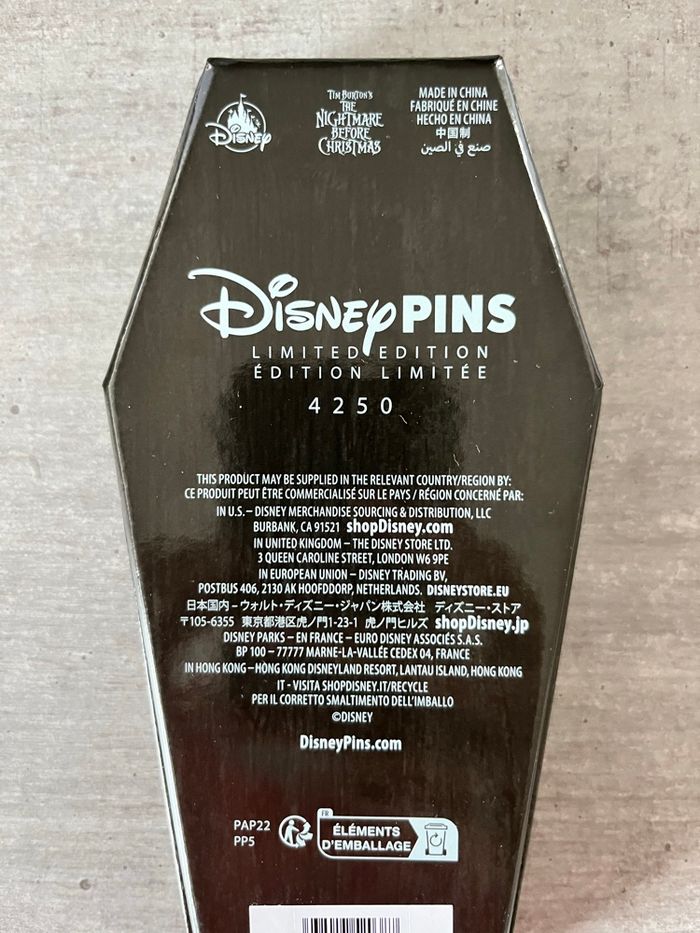 Disney
TIM BURTON'S
THE
NIGHTMARE
BEFORE
CHRISTMAS
MADE IN CHINA
FABRIQUÉ EN CHINE
HECHO EN CHINA
中国制
صنع في الصين
Disney PINS
LIMITED EDITION
ÉDITION LIMITÉE
4250
THIS PRODUCT MAY BE SUPPLIED IN THE RELEVANT COUNTRY/REGION BY:
CE PRODUIT PEUT ÊTRE COMMERCIALISÉ SUR LE PAYS / RÉGION CONCERNÉ PAR:
IN U.S. – DISNEY MERCHANDISE SOURCING & DISTRIBUTION, LLC
BURBANK, CA 91521 shopDisney.com
IN UNITED KINGDOM – THE DISNEY STORE LTD.
3 QUEEN CAROLINE STREET, LONDON W6 9PE
IN EUROPEAN UNION – DISNEY TRADING BV,
POSTBUS 406, 2130 AK HOOFDDORP, NETHERLANDS. DISNEYSTORE.EU
日本国内 – ウォルト・ディズニー・ジャパン株式会社 ディズニー・ストア
〒105-6355 東京都港区虎ノ門1-23-1 虎ノ門ヒルズ shopDisney.jp
DISNEY PARKS – EN FRANCE – EURO DISNEY ASSOCIÉS S.A.S.
BP 100 – 77777 MARNE-LA-VALLÉE CEDEX 04, FRANCE
IN HONG KONG – HONG KONG DISNEYLAND RESORT, LANTAU ISLAND, HONG KONG
IT - VISITA SHOPDISNEY.IT/RECYCLE
PER IL CORRETTO SMALTIMENTO DELL'IMBALLO
©DISNEY
DisneyPins.com
PAP22
PP5
FR
ÉLÉMENTS
D'EMBALLAGE